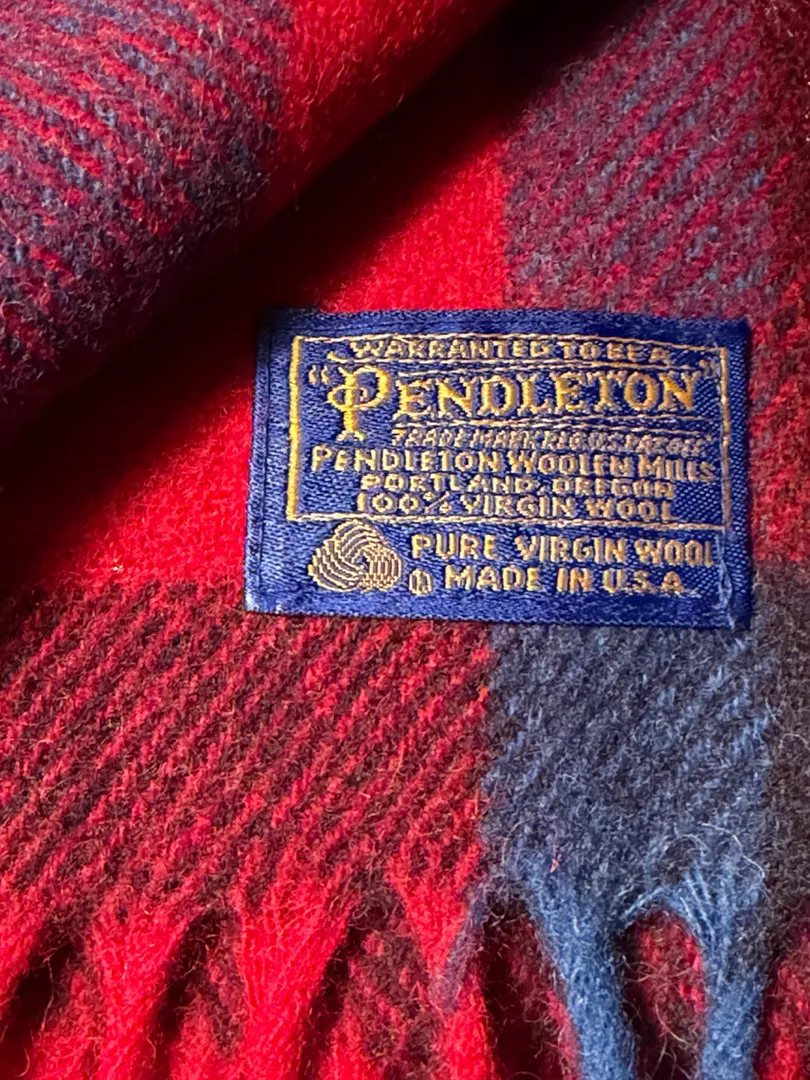 WARRANTED TO BE A
"PENDLETON"
TRADE MARK REG. U.S. PAT. OFF.
PENDLETON WOOLEN MILLS
PORTLAND, OREGON
100% VIRGIN WOOL
PURE VIRGIN WOOL
MADE IN U.S.A.